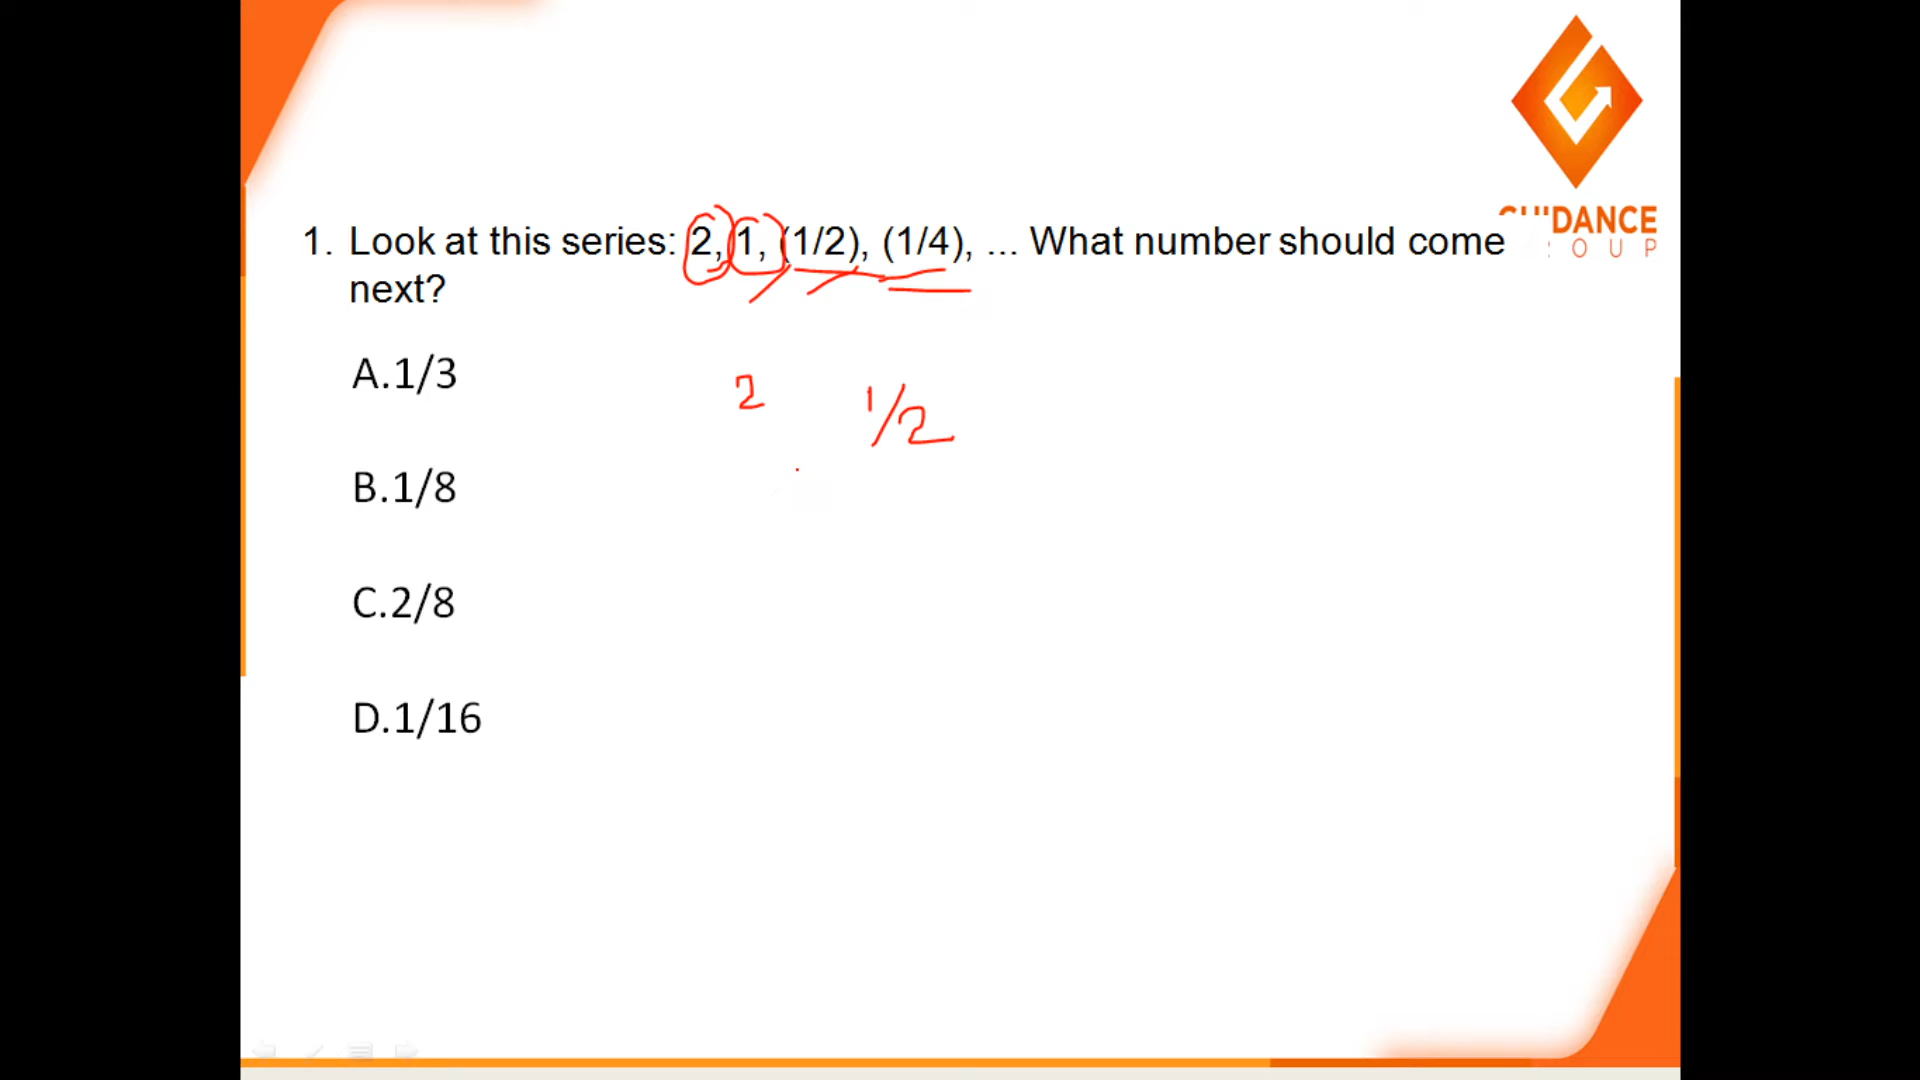 1. Look at this series: 2, 1, (1/2), (1/4), ... What number should come
next?
A.1/3
B.1/8
C.2/8
D.1/16
2 1/2
DANCE
O U P